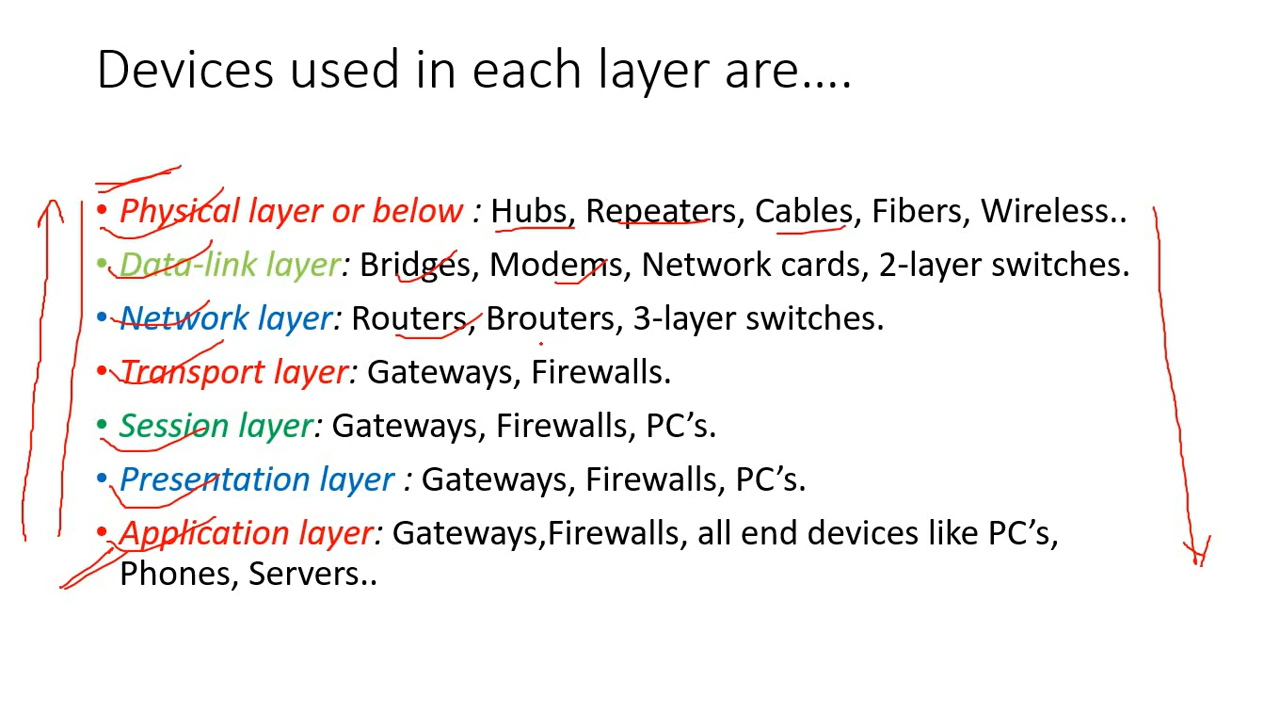 Devices used in each layer are....
• Physical layer or below : Hubs, Repeaters, Cables, Fibers, Wireless..
• Data-link layer: Bridges, Modems, Network cards, 2-layer switches.
• Network layer: Routers, Brouters, 3-layer switches.
• Transport layer: Gateways, Firewalls.
• Session layer: Gateways, Firewalls, PC’s.
• Presentation layer : Gateways, Firewalls, PC’s.
• Application layer: Gateways,Firewalls, all end devices like PC’s,
Phones, Servers..